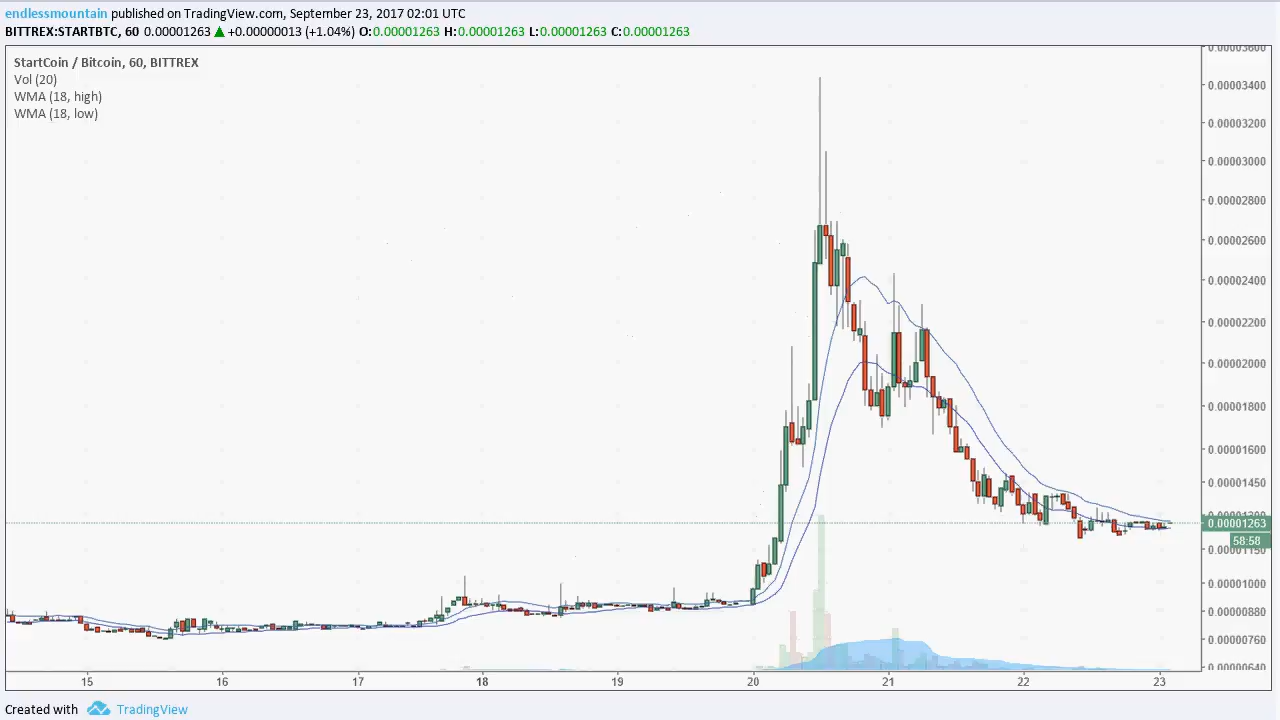 endlessmountain published on TradingView.com, September 23, 2017 02:01 UTC
BITTREX:STARTBTC, 60 0.00001263 ▲ +0.00000013 (+1.04%) O:0.00001263 H:0.00001263 L:0.00001263 C:0.00001263
StartCoin / Bitcoin, 60, BITTREX
Vol (20)
WMA (18, high)
WMA (18, low)
0.00003600
0.00003400
0.00003200
0.00003000
0.00002800
0.00002600
0.00002400
0.00002200
0.00002000
0.00001800
0.00001600
0.00001450
0.00001300
0.00001263
58:58
0.00001150
0.00001000
0.00000880
0.00000760
0.00000640
15 16 17 18 19 20 21 22 23
Created with TradingView